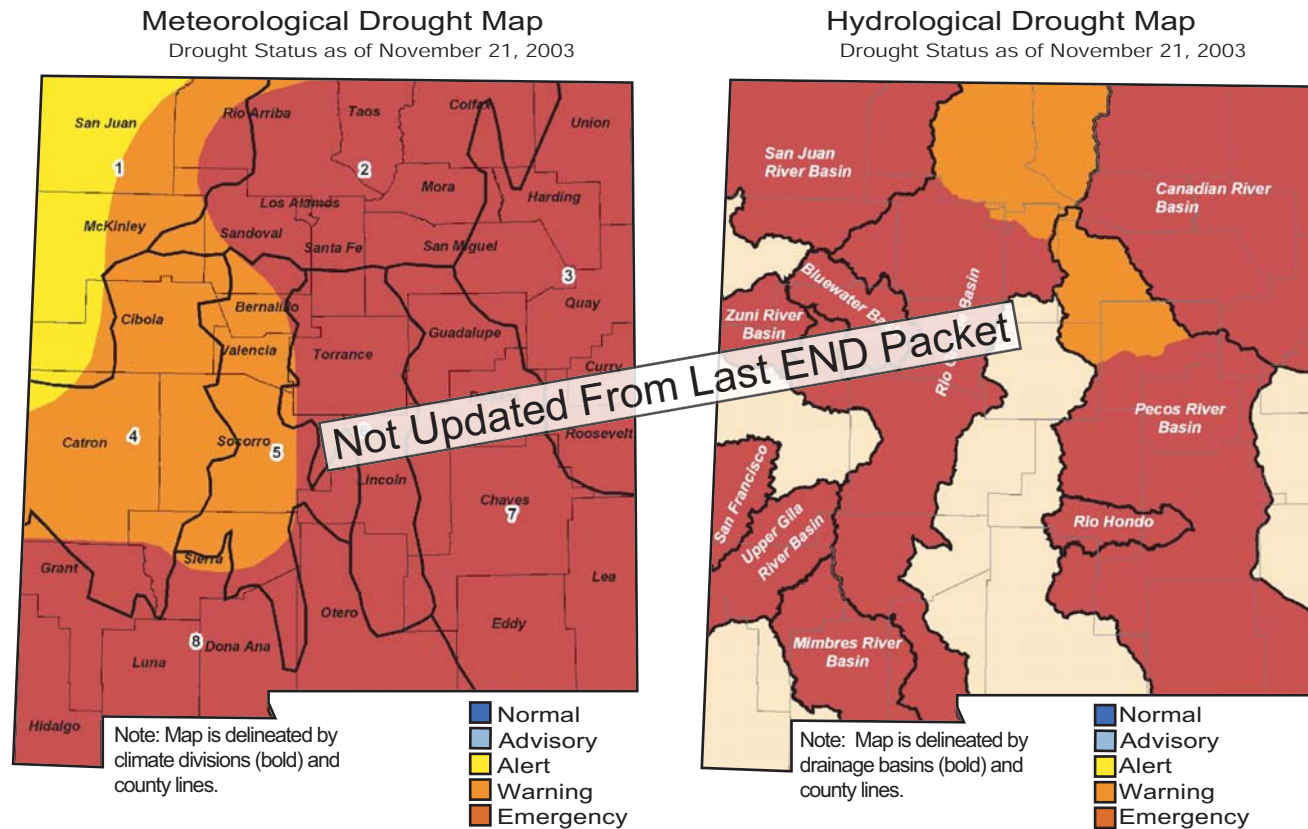 Meteorological Drought Map
Drought Status as of November 21, 2003
San Juan
Rio Arriba
Taos
Colfax
Union
1
2
Mora
Harding
Los Alamos
McKinley
Sandoval
Santa Fe
San Miguel
3
Quay
Bernalillo
Cibola
Guadalupe
Valencia
Torrance
Curry
Roosevelt
Catron
4
Socorro
5
Lincoln
Chaves
7
Sierra
Grant
Lea
Otero
Eddy
8
Dona Ana
Luna
Hidalgo
Note: Map is delineated by
climate divisions (bold) and
county lines.
Normal
Advisory
Alert
Warning
Emergency
Not Updated From Last END Packet
Hydrological Drought Map
Drought Status as of November 21, 2003
San Juan
River Basin
Canadian River
Basin
Bluewater
Zuni River
Basin
Rio
Basin
Pecos River
Basin
San Francisco
Upper Gila
River Basin
Rio Hondo
Mimbres River
Basin
Note: Map is delineated by
drainage basins (bold) and
county lines.
Normal
Advisory
Alert
Warning
Emergency